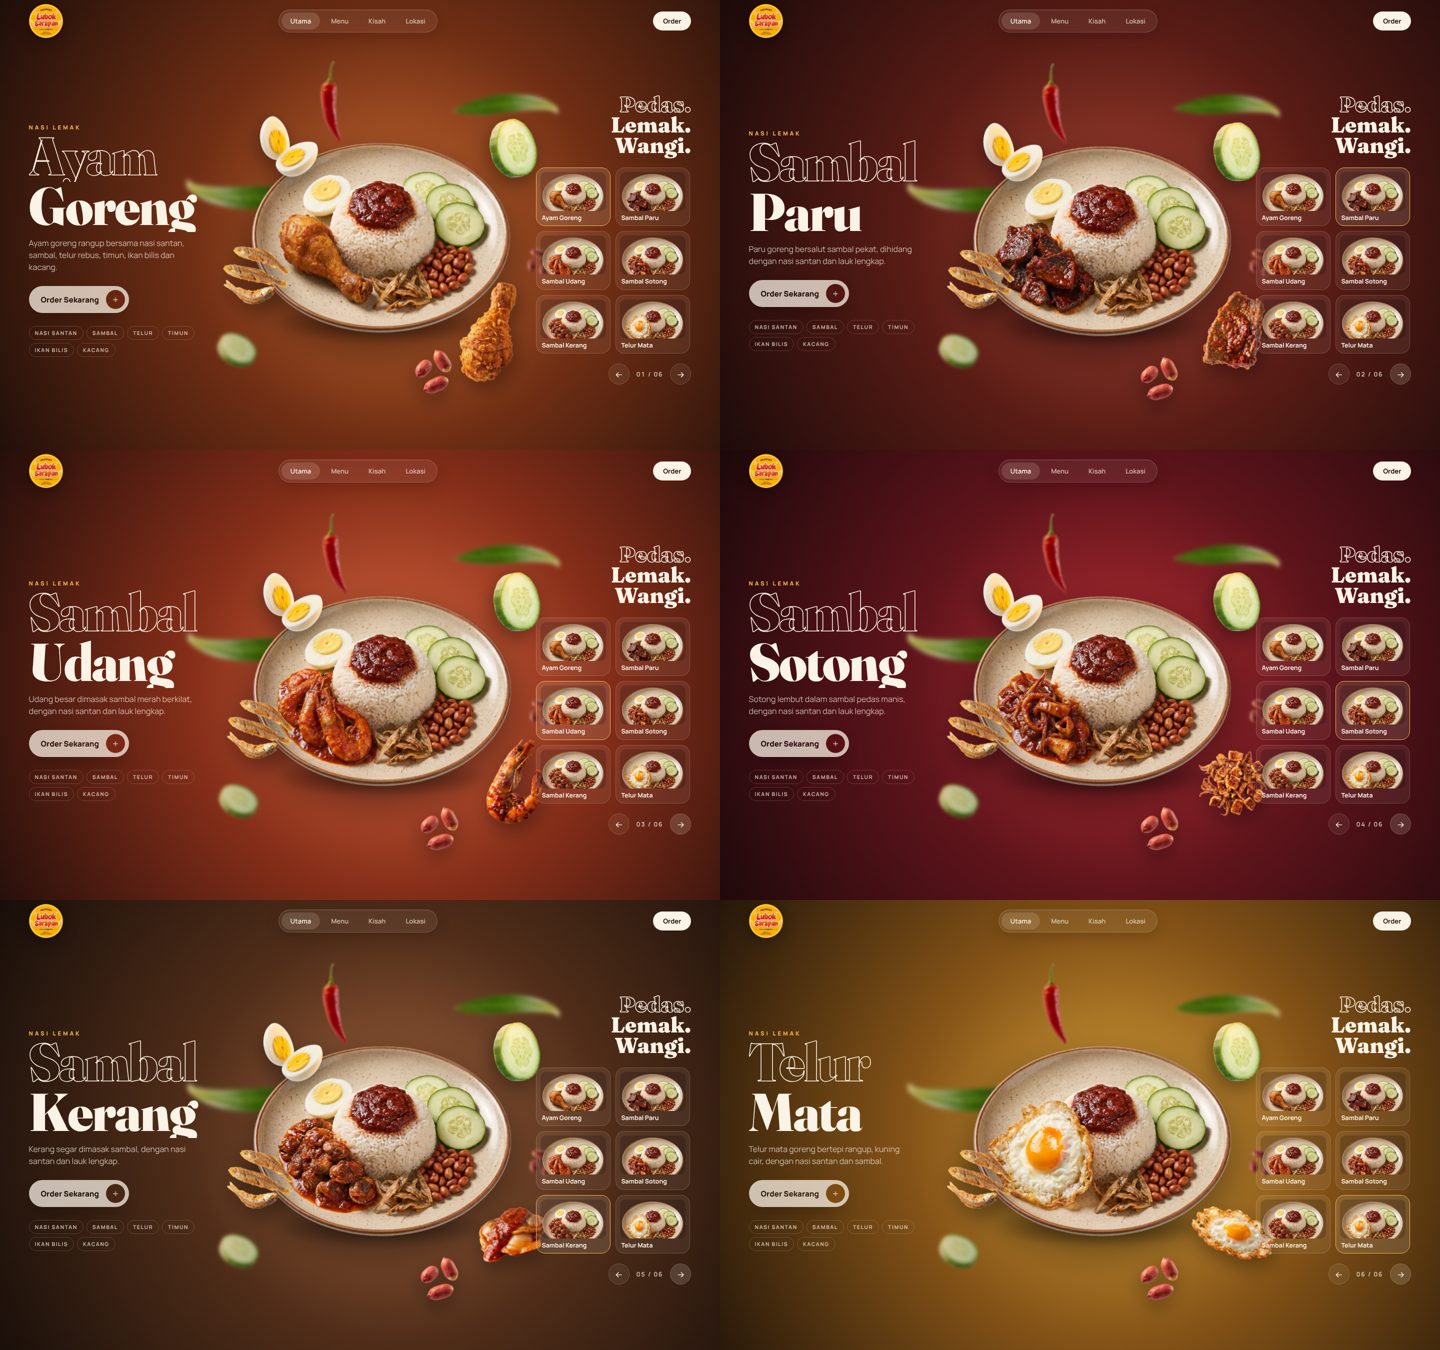 Lubok
Sarapan
Utama
Menu
Kisah
Lokasi
Order
NASI LEMAK
Ayam
Goreng
Ayam goreng rangup bersama nasi santan,
sambal, telur rebus, timun, ikan bilis dan
kacang.
Order Sekarang +
NASI SANTAN
SAMBAL
TELUR
TIMUN
IKAN BILIS
KACANG
Pedas.
Lemak.
Wangi.
Ayam Goreng
Sambal Paru
Sambal Udang
Sambal Sotong
Sambal Kerang
Telur Mata
← 01 / 06 →
Lubok
Sarapan
Utama
Menu
Kisah
Lokasi
Order
Sambal
Paru
Paru goreng bersalut sambal pekat, dihidang
dengan nasi santan dan lauk lengkap.
Order Sekarang +
NASI SANTAN
SAMBAL
TELUR
TIMUN
IKAN BILIS
KACANG
Pedas.
Lemak.
Wangi.
Ayam Goreng
Sambal Paru
Sambal Udang
Sambal Sotong
Sambal Kerang
Telur Mata
← 02 / 06 →
Lubok
Sarapan
Utama
Menu
Kisah
Lokasi
Order
NASI LEMAK
Sambal
Udang
Udang besar dimasak sambal merah berkilat,
dengan nasi santan dan lauk lengkap.
Order Sekarang +
NASI SANTAN
SAMBAL
TELUR
TIMUN
IKAN BILIS
KACANG
Pedas.
Lemak.
Wangi.
Ayam Goreng
Sambal Paru
Sambal Udang
Sambal Sotong
Sambal Kerang
Telur Mata
← 03 / 06 →
Lubok
Sarapan
Utama
Menu
Kisah
Lokasi
Order
NASI LEMAK
Sambal
Sotong
Sotong lembut dalam sambal pedas manis,
dengan nasi santan dan lauk lengkap.
Order Sekarang +
NASI SANTAN
SAMBAL
TELUR
TIMUN
IKAN BILIS
KACANG
Pedas.
Lemak.
Wangi.
Ayam Goreng
Sambal Paru
Sambal Udang
Sambal Sotong
Sambal Kerang
Telur Mata
← 04 / 06 →
Lubok
Sarapan
Utama
Menu
Kisah
Lokasi
Order
NASI LEMAK
Sambal
Kerang
Kerang segar dimasak sambal, dengan nasi
santan dan lauk lengkap.
Order Sekarang +
NASI SANTAN
SAMBAL
TELUR
TIMUN
IKAN BILIS
KACANG
Pedas.
Lemak.
Wangi.
Ayam Goreng
Sambal Paru
Sambal Udang
Sambal Sotong
Sambal Kerang
Telur Mata
← 05 / 06 →
Lubok
Sarapan
Utama
Menu
Kisah
Lokasi
Order
NASI LEMAK
Telur
Mata
Telur mata goreng bertepi rangup, kuning
cair, dengan nasi santan dan sambal.
Order Sekarang +
NASI SANTAN
SAMBAL
TELUR
TIMUN
IKAN BILIS
KACANG
Pedas.
Lemak.
Wangi.
Ayam Goreng
Sambal Paru
Sambal Udang
Sambal Sotong
Sambal Kerang
Telur Mata
← 06 / 06 →